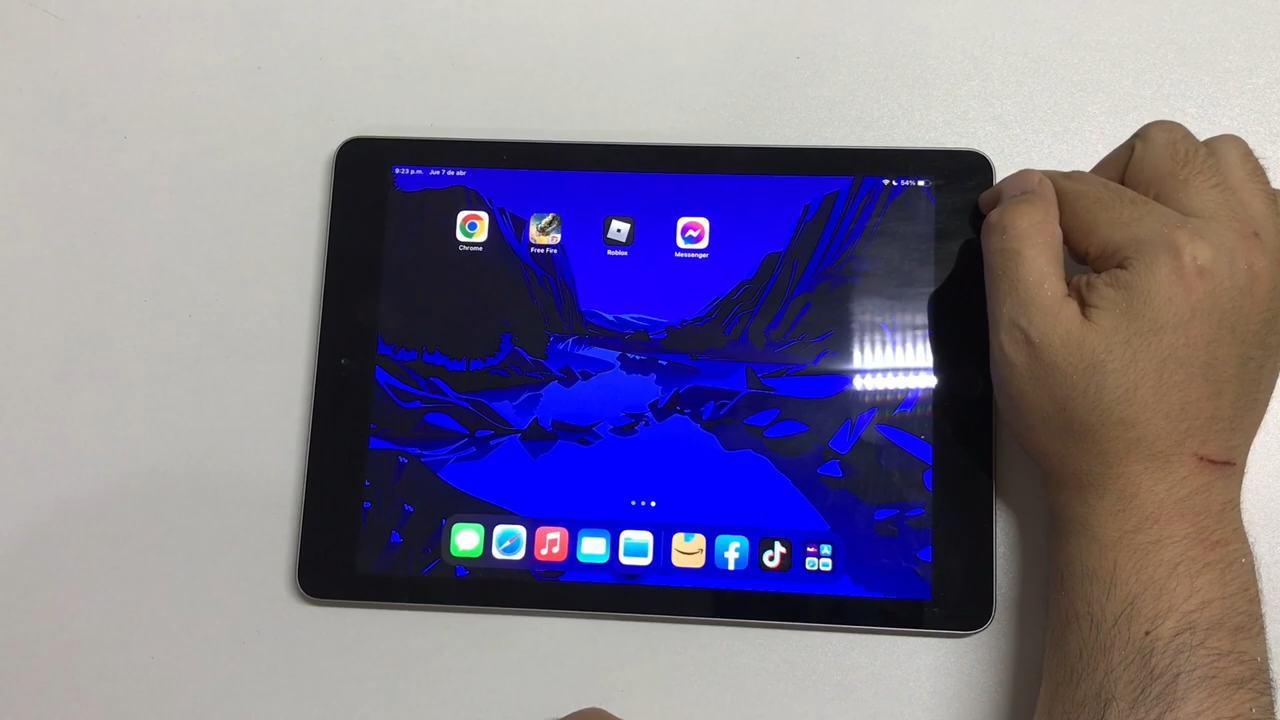 9:23 p.m. Jue 7 de abr
54%
Chrome
Free Fire
Roblox
Messenger